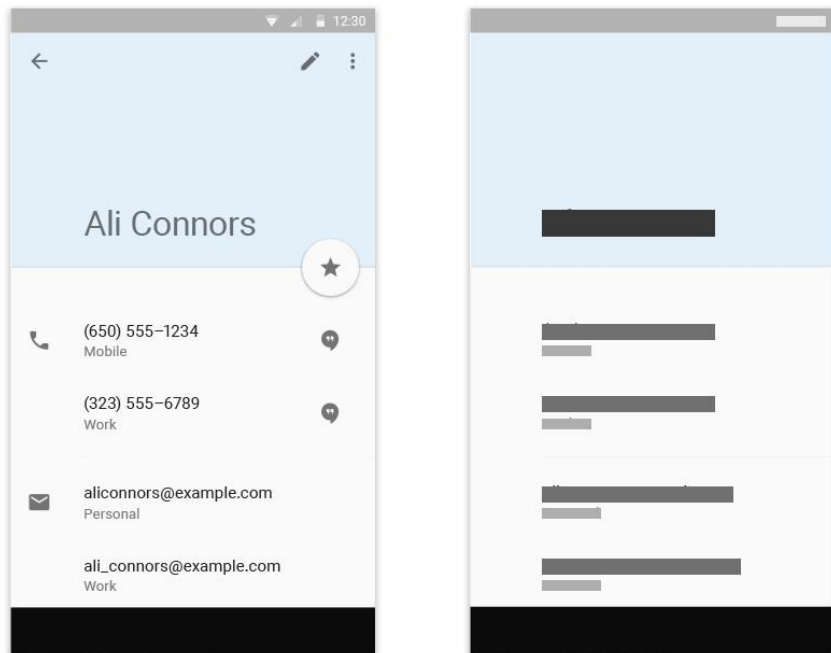 12:30
Ali Connors
(650) 555–1234
Mobile
(323) 555–6789
Work
aliconnors@example.com
Personal
ali_connors@example.com
Work